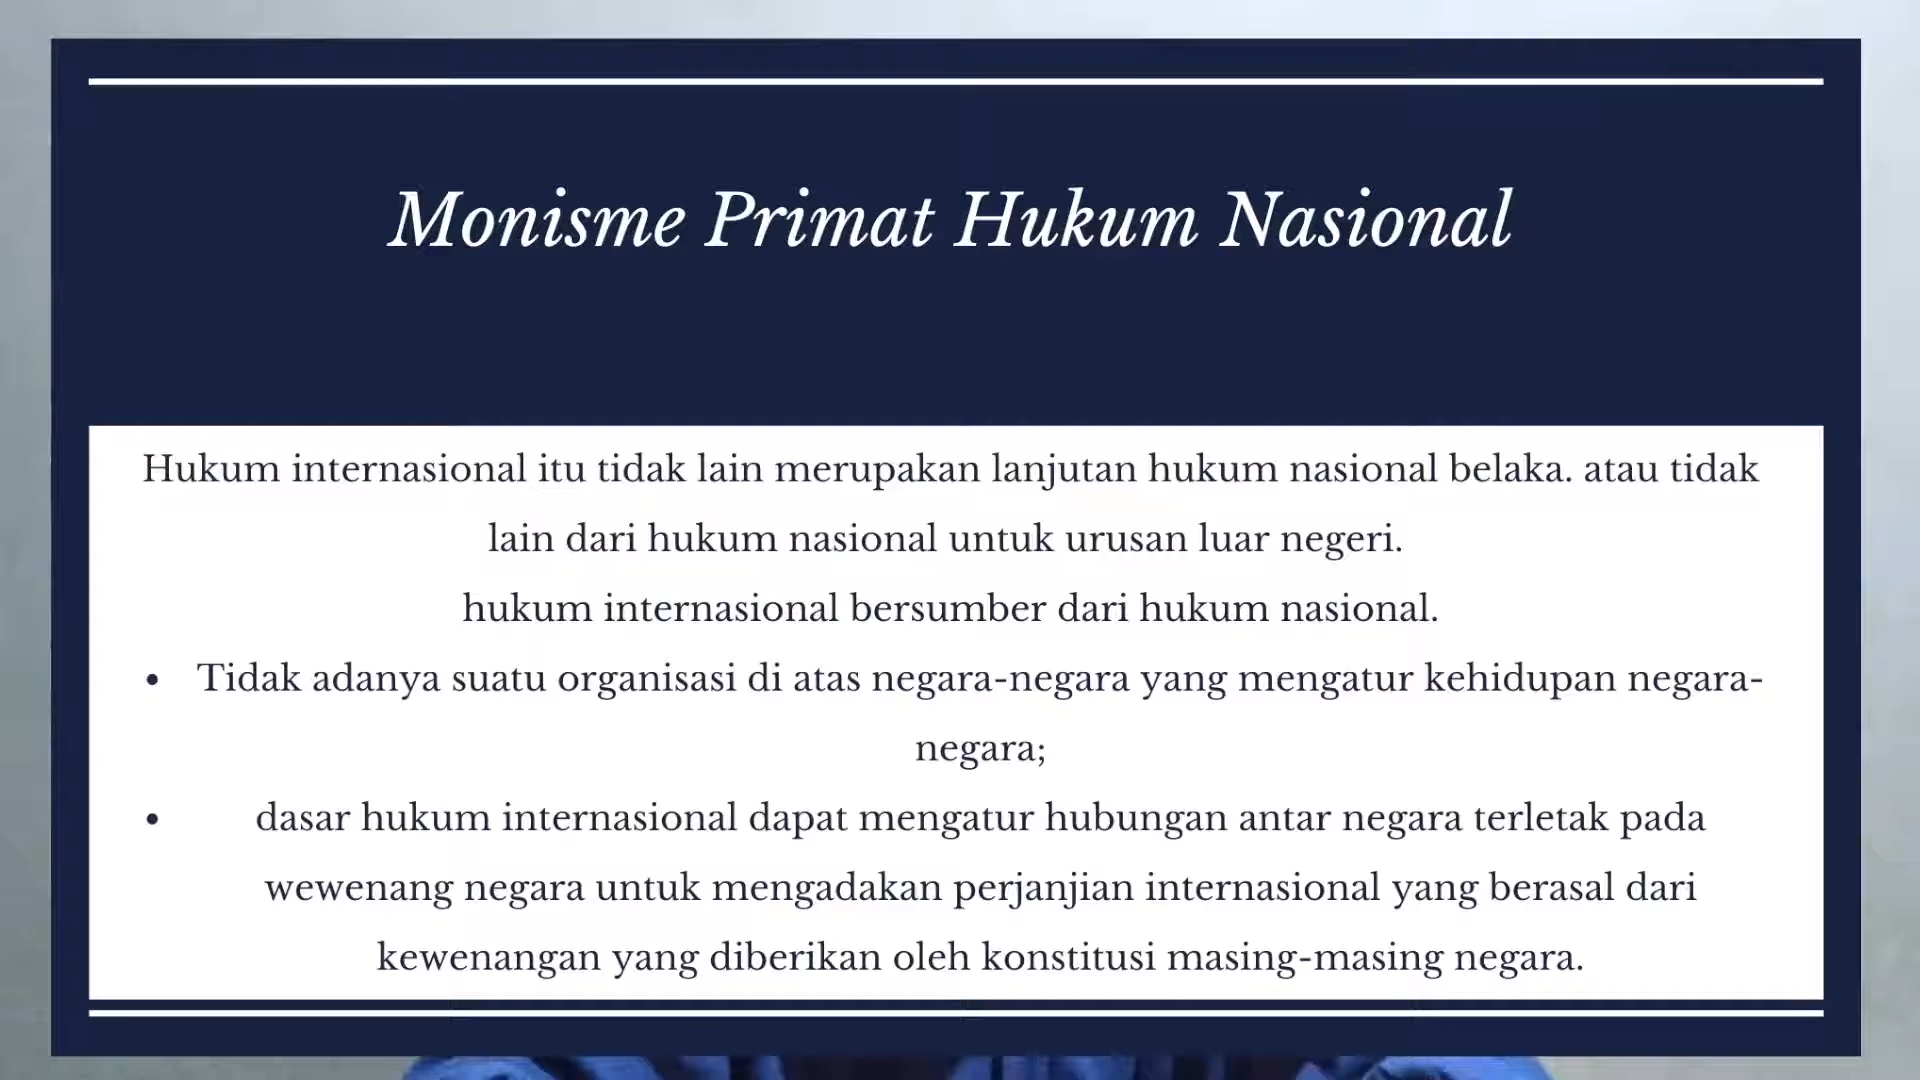 Monisme Primat Hukum Nasional
Hukum internasional itu tidak lain merupakan lanjutan hukum nasional belaka. atau tidak
lain dari hukum nasional untuk urusan luar negeri.
hukum internasional bersumber dari hukum nasional.
• Tidak adanya suatu organisasi di atas negara-negara yang mengatur kehidupan negara-
negara;
• dasar hukum internasional dapat mengatur hubungan antar negara terletak pada
wewenang negara untuk mengadakan perjanjian internasional yang berasal dari
kewenangan yang diberikan oleh konstitusi masing-masing negara.